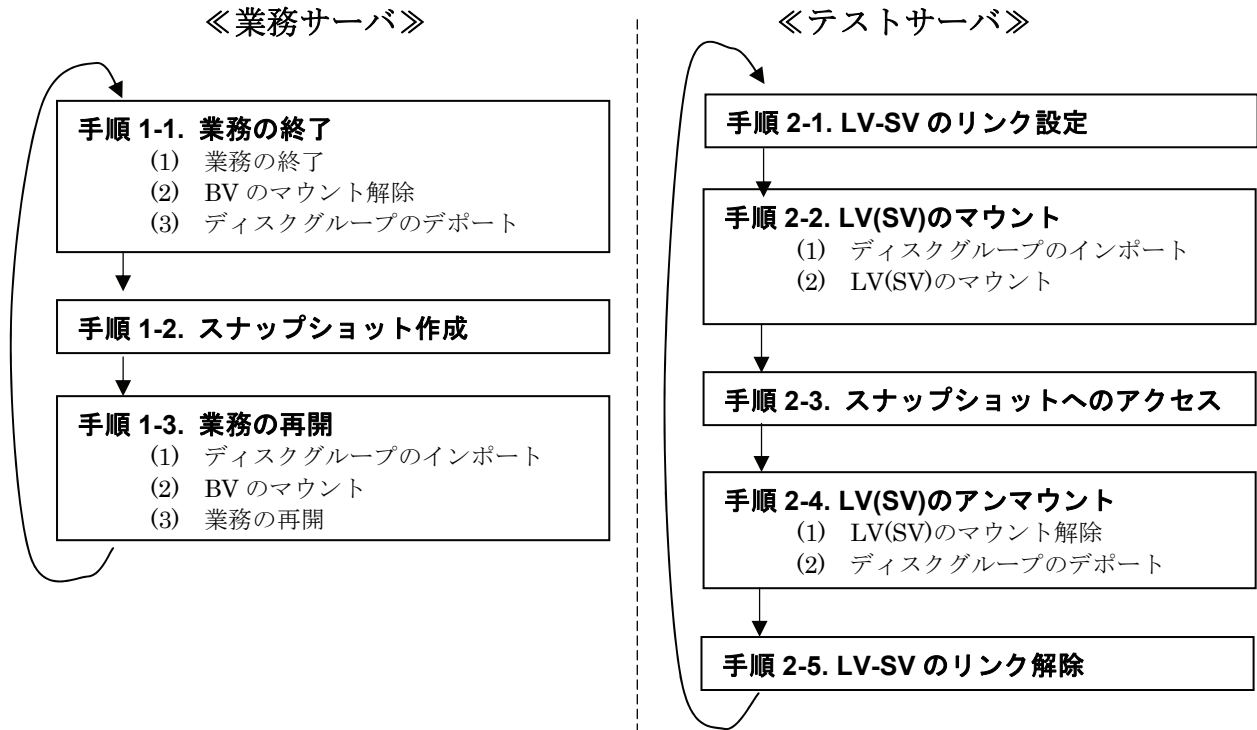 ≪業務サーバ≫
手順 1-1. 業務の終了
(1) 業務の終了
(2) BV のマウント解除
(3) ディスクグループのデポート
手順 1-2. スナップショット作成
手順 1-3. 業務の再開
(1) ディスクグループのインポート
(2) BV のマウント
(3) 業務の再開
≪テストサーバ≫
手順 2-1. LV-SV のリンク設定
手順 2-2. LV(SV)のマウント
(1) ディスクグループのインポート
(2) LV(SV)のマウント
手順 2-3. スナップショットへのアクセス
手順 2-4. LV(SV)のアンマウント
(1) LV(SV)のマウント解除
(2) ディスクグループのデポート
手順 2-5. LV-SV のリンク解除